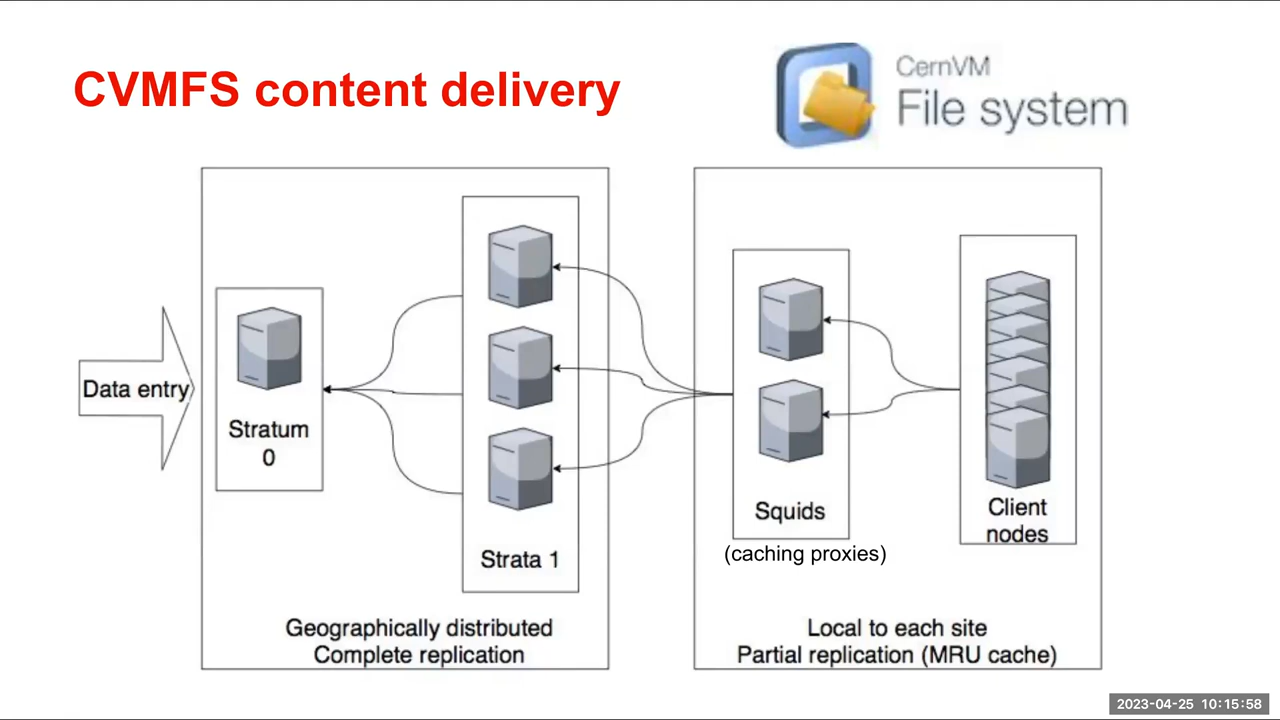 CVMFS content delivery
CernVM
File system
Data entry
Stratum
0
Strata 1
Geographically distributed
Complete replication
Squids
(caching proxies)
Client
nodes
Local to each site
Partial replication (MRU cache)
2023-04-25 10:15:58